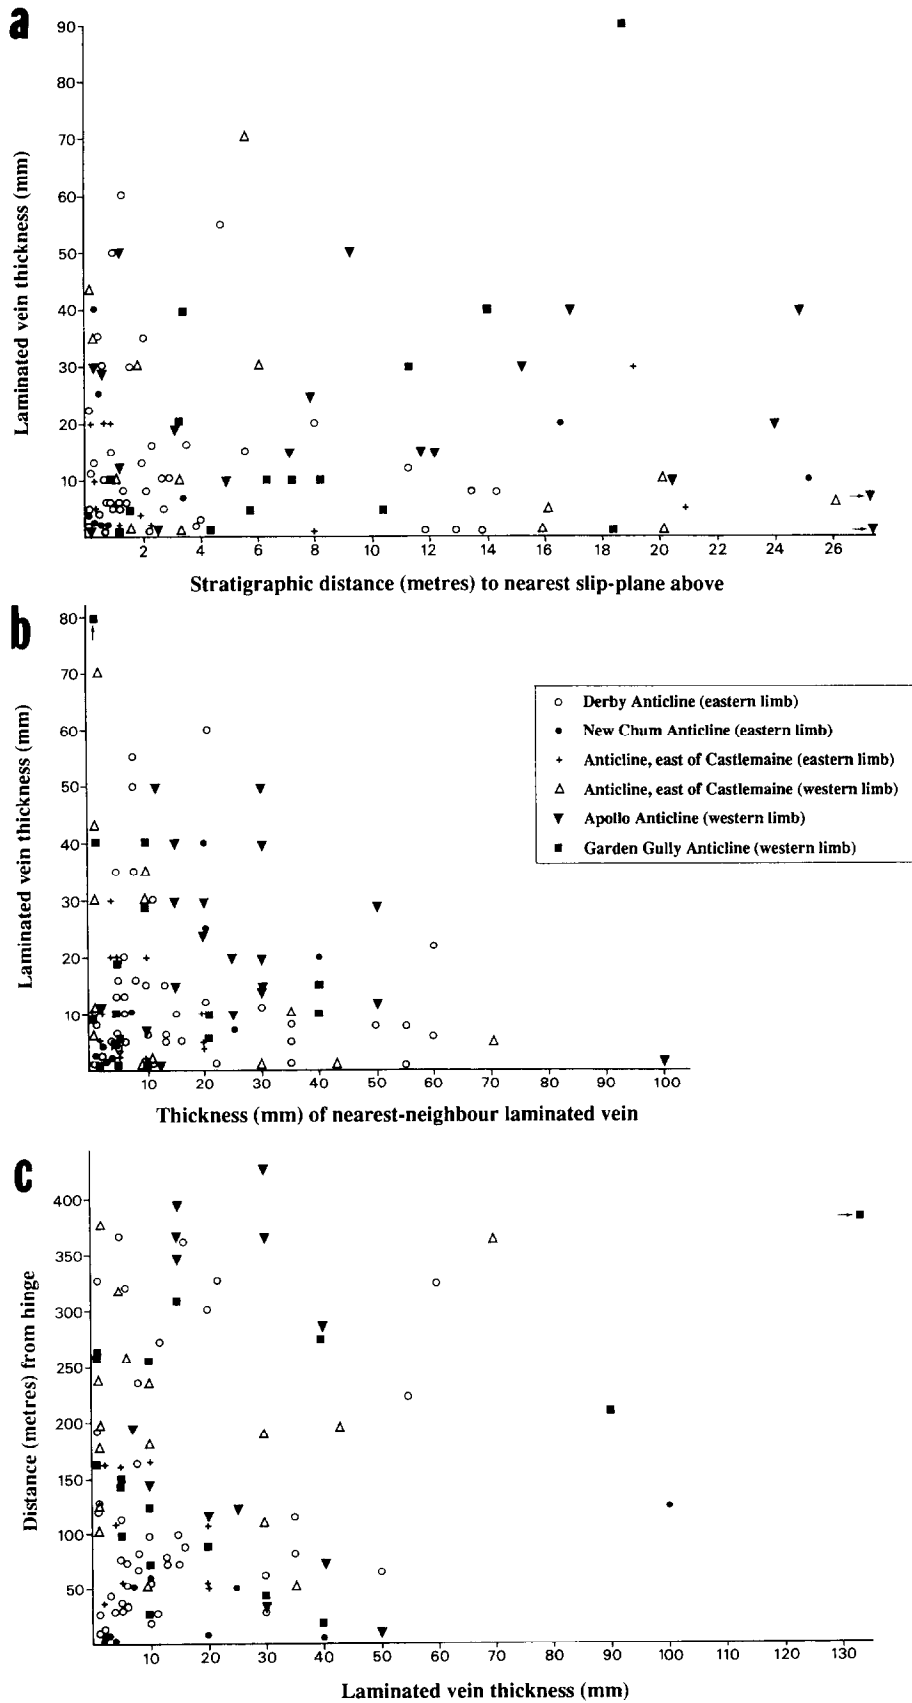 a
90
80
70
60
50
40
30
20
10
Laminated vein thickness (mm)
2 4 6 8 10 12 14 16 18 20 22 24 26
Stratigraphic distance (metres) to nearest slip-plane above
b
80
70
60
50
40
30
20
10
Laminated vein thickness (mm)
Derby Anticline (eastern limb)
New Chum Anticline (eastern limb)
Anticline, east of Castlemaine (eastern limb)
Anticline, east of Castlemaine (western limb)
Apollo Anticline (western limb)
Garden Gully Anticline (western limb)
10 20 30 40 50 60 70 80 90 100
Thickness (mm) of nearest-neighbour laminated vein
c
400
350
300
250
200
150
100
50
Distance (metres) from hinge
10 20 30 40 50 60 70 80 90 100 110 120 130
Laminated vein thickness (mm)